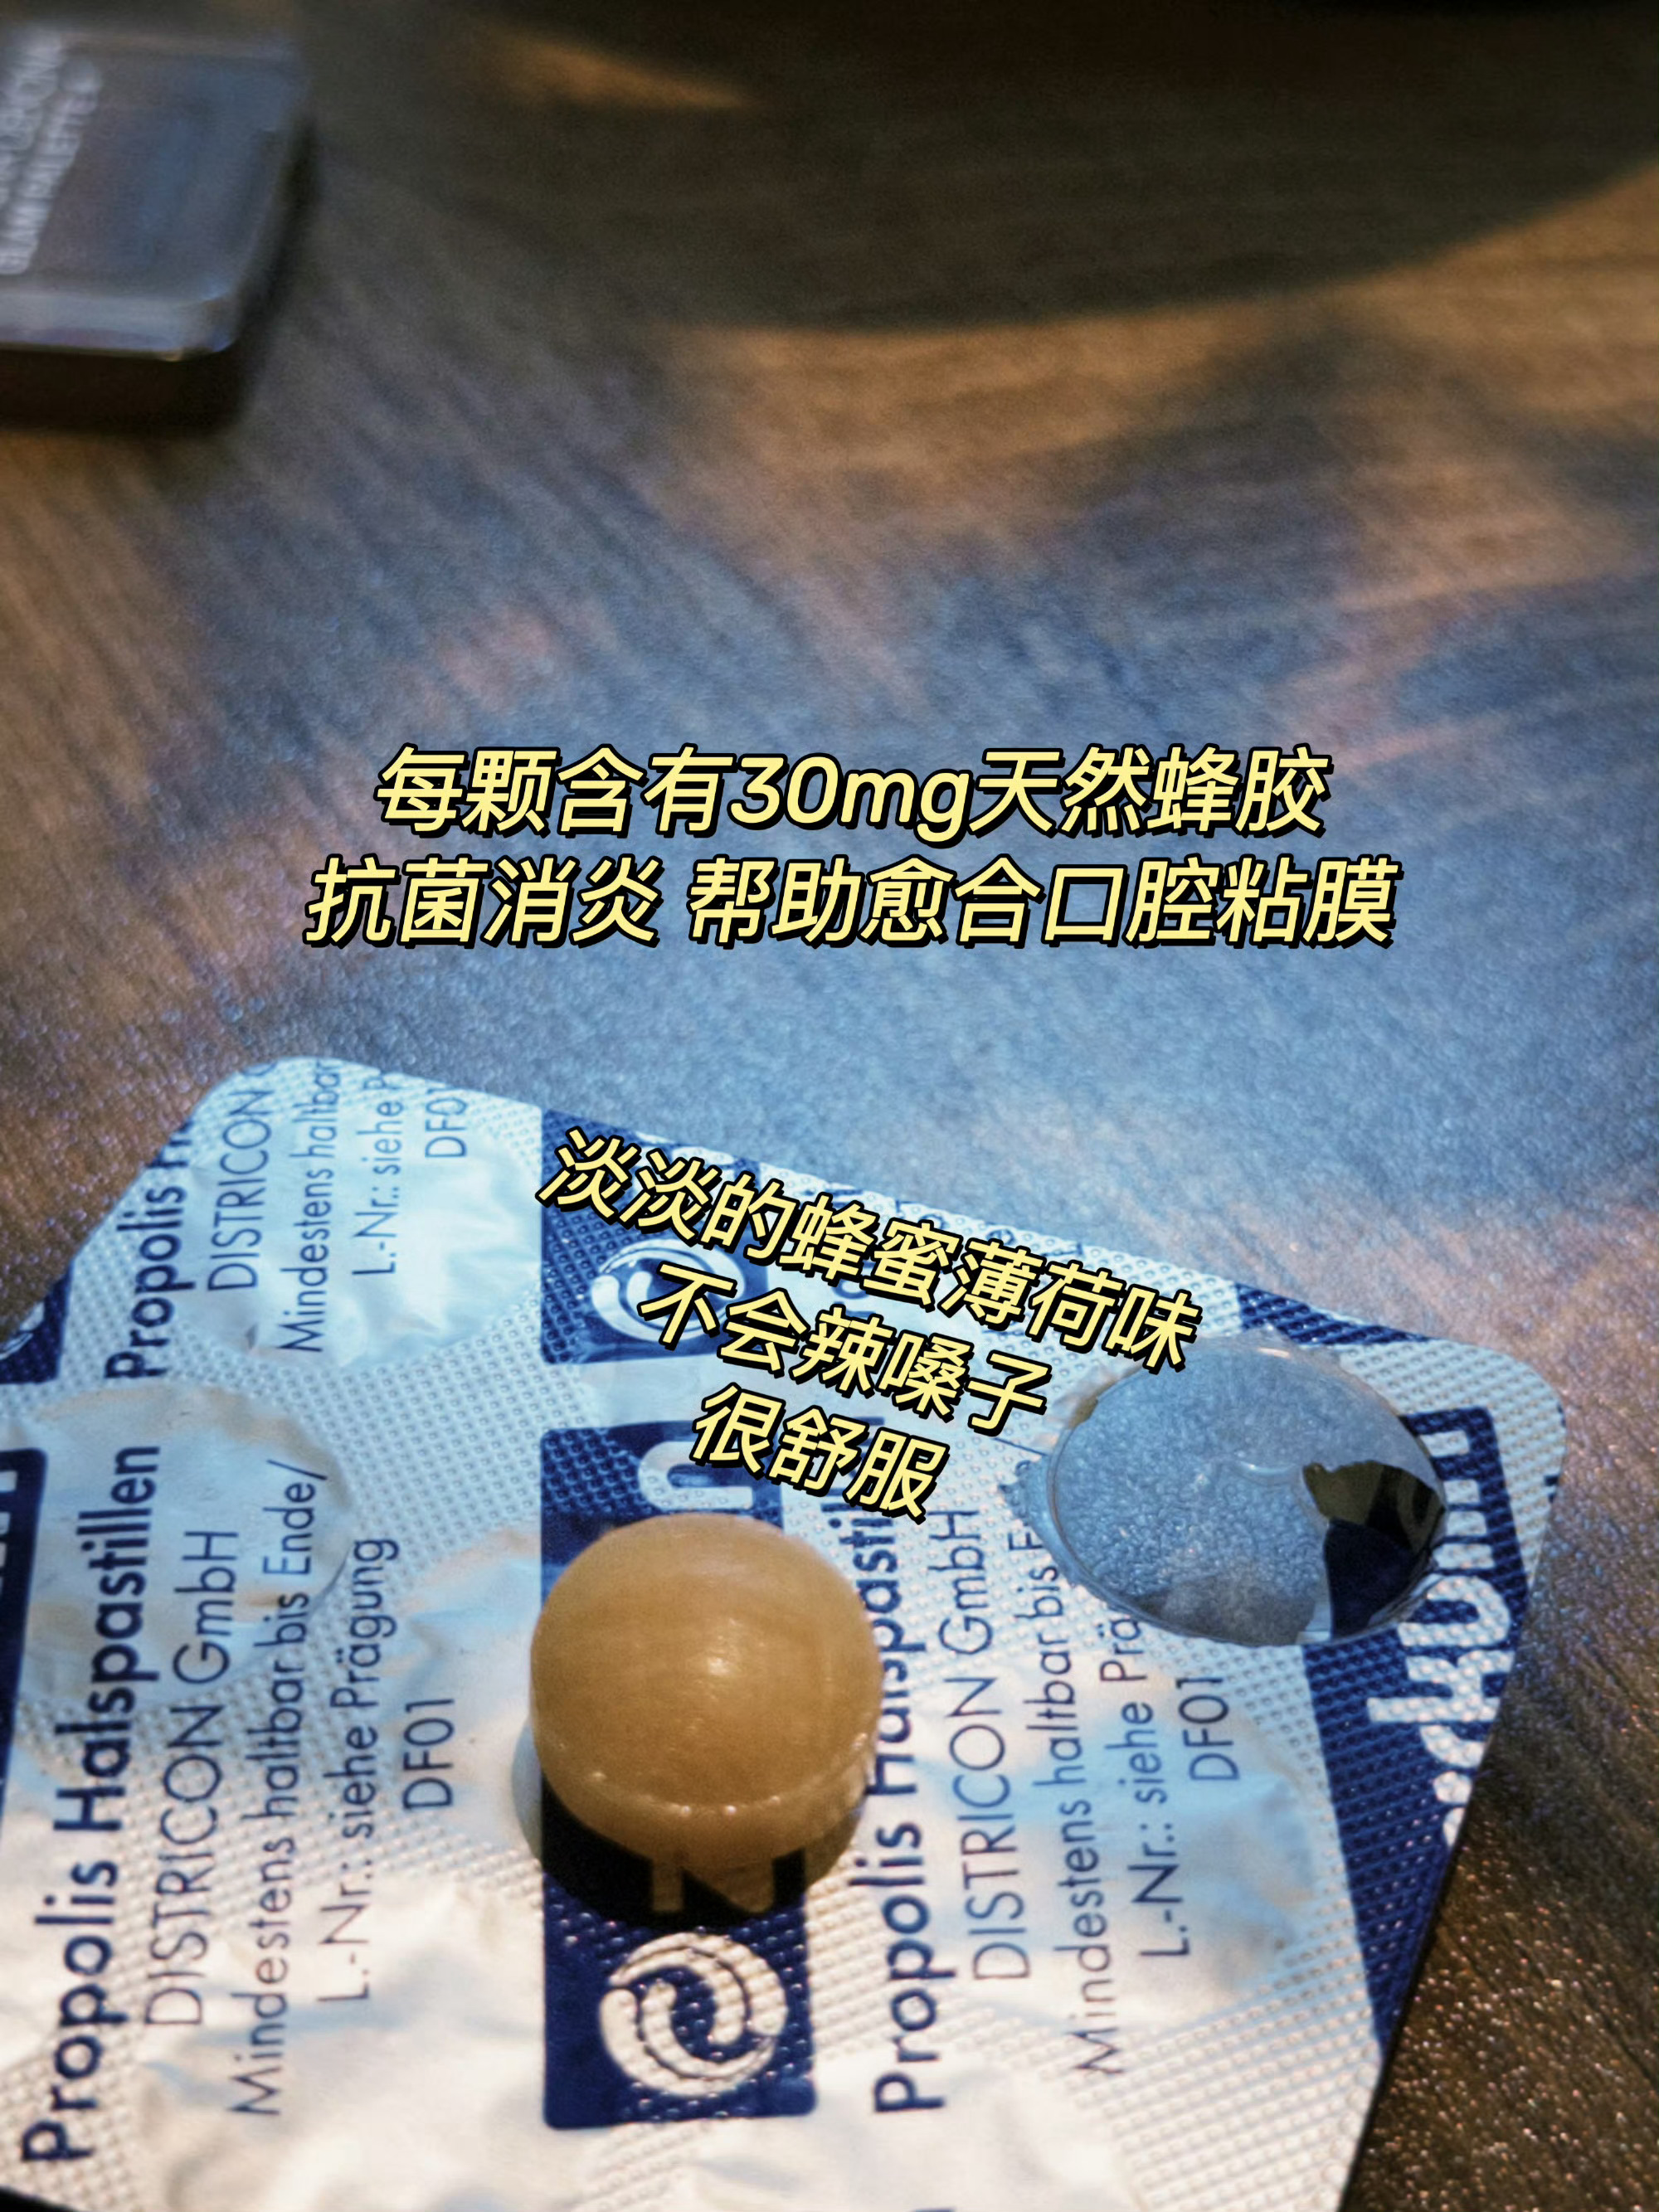 每颗含有30mg天然蜂胶
抗菌消炎 帮助愈合口腔粘膜
淡淡的蜂蜜薄荷味
不会辣嗓子
很舒服
Propolis
DISTRICON
Mindestens haltbar
L.-Nr.: siehe
DF01
Propolis Halspastillen
DISTRICON GmbH
Mindestens haltbar bis Ende/
L.-Nr.: siehe Prägung
DF01
Propolis Halspastillen
DISTRICON GmbH
Mindestens haltbar bis
L.-Nr.: siehe
DF01